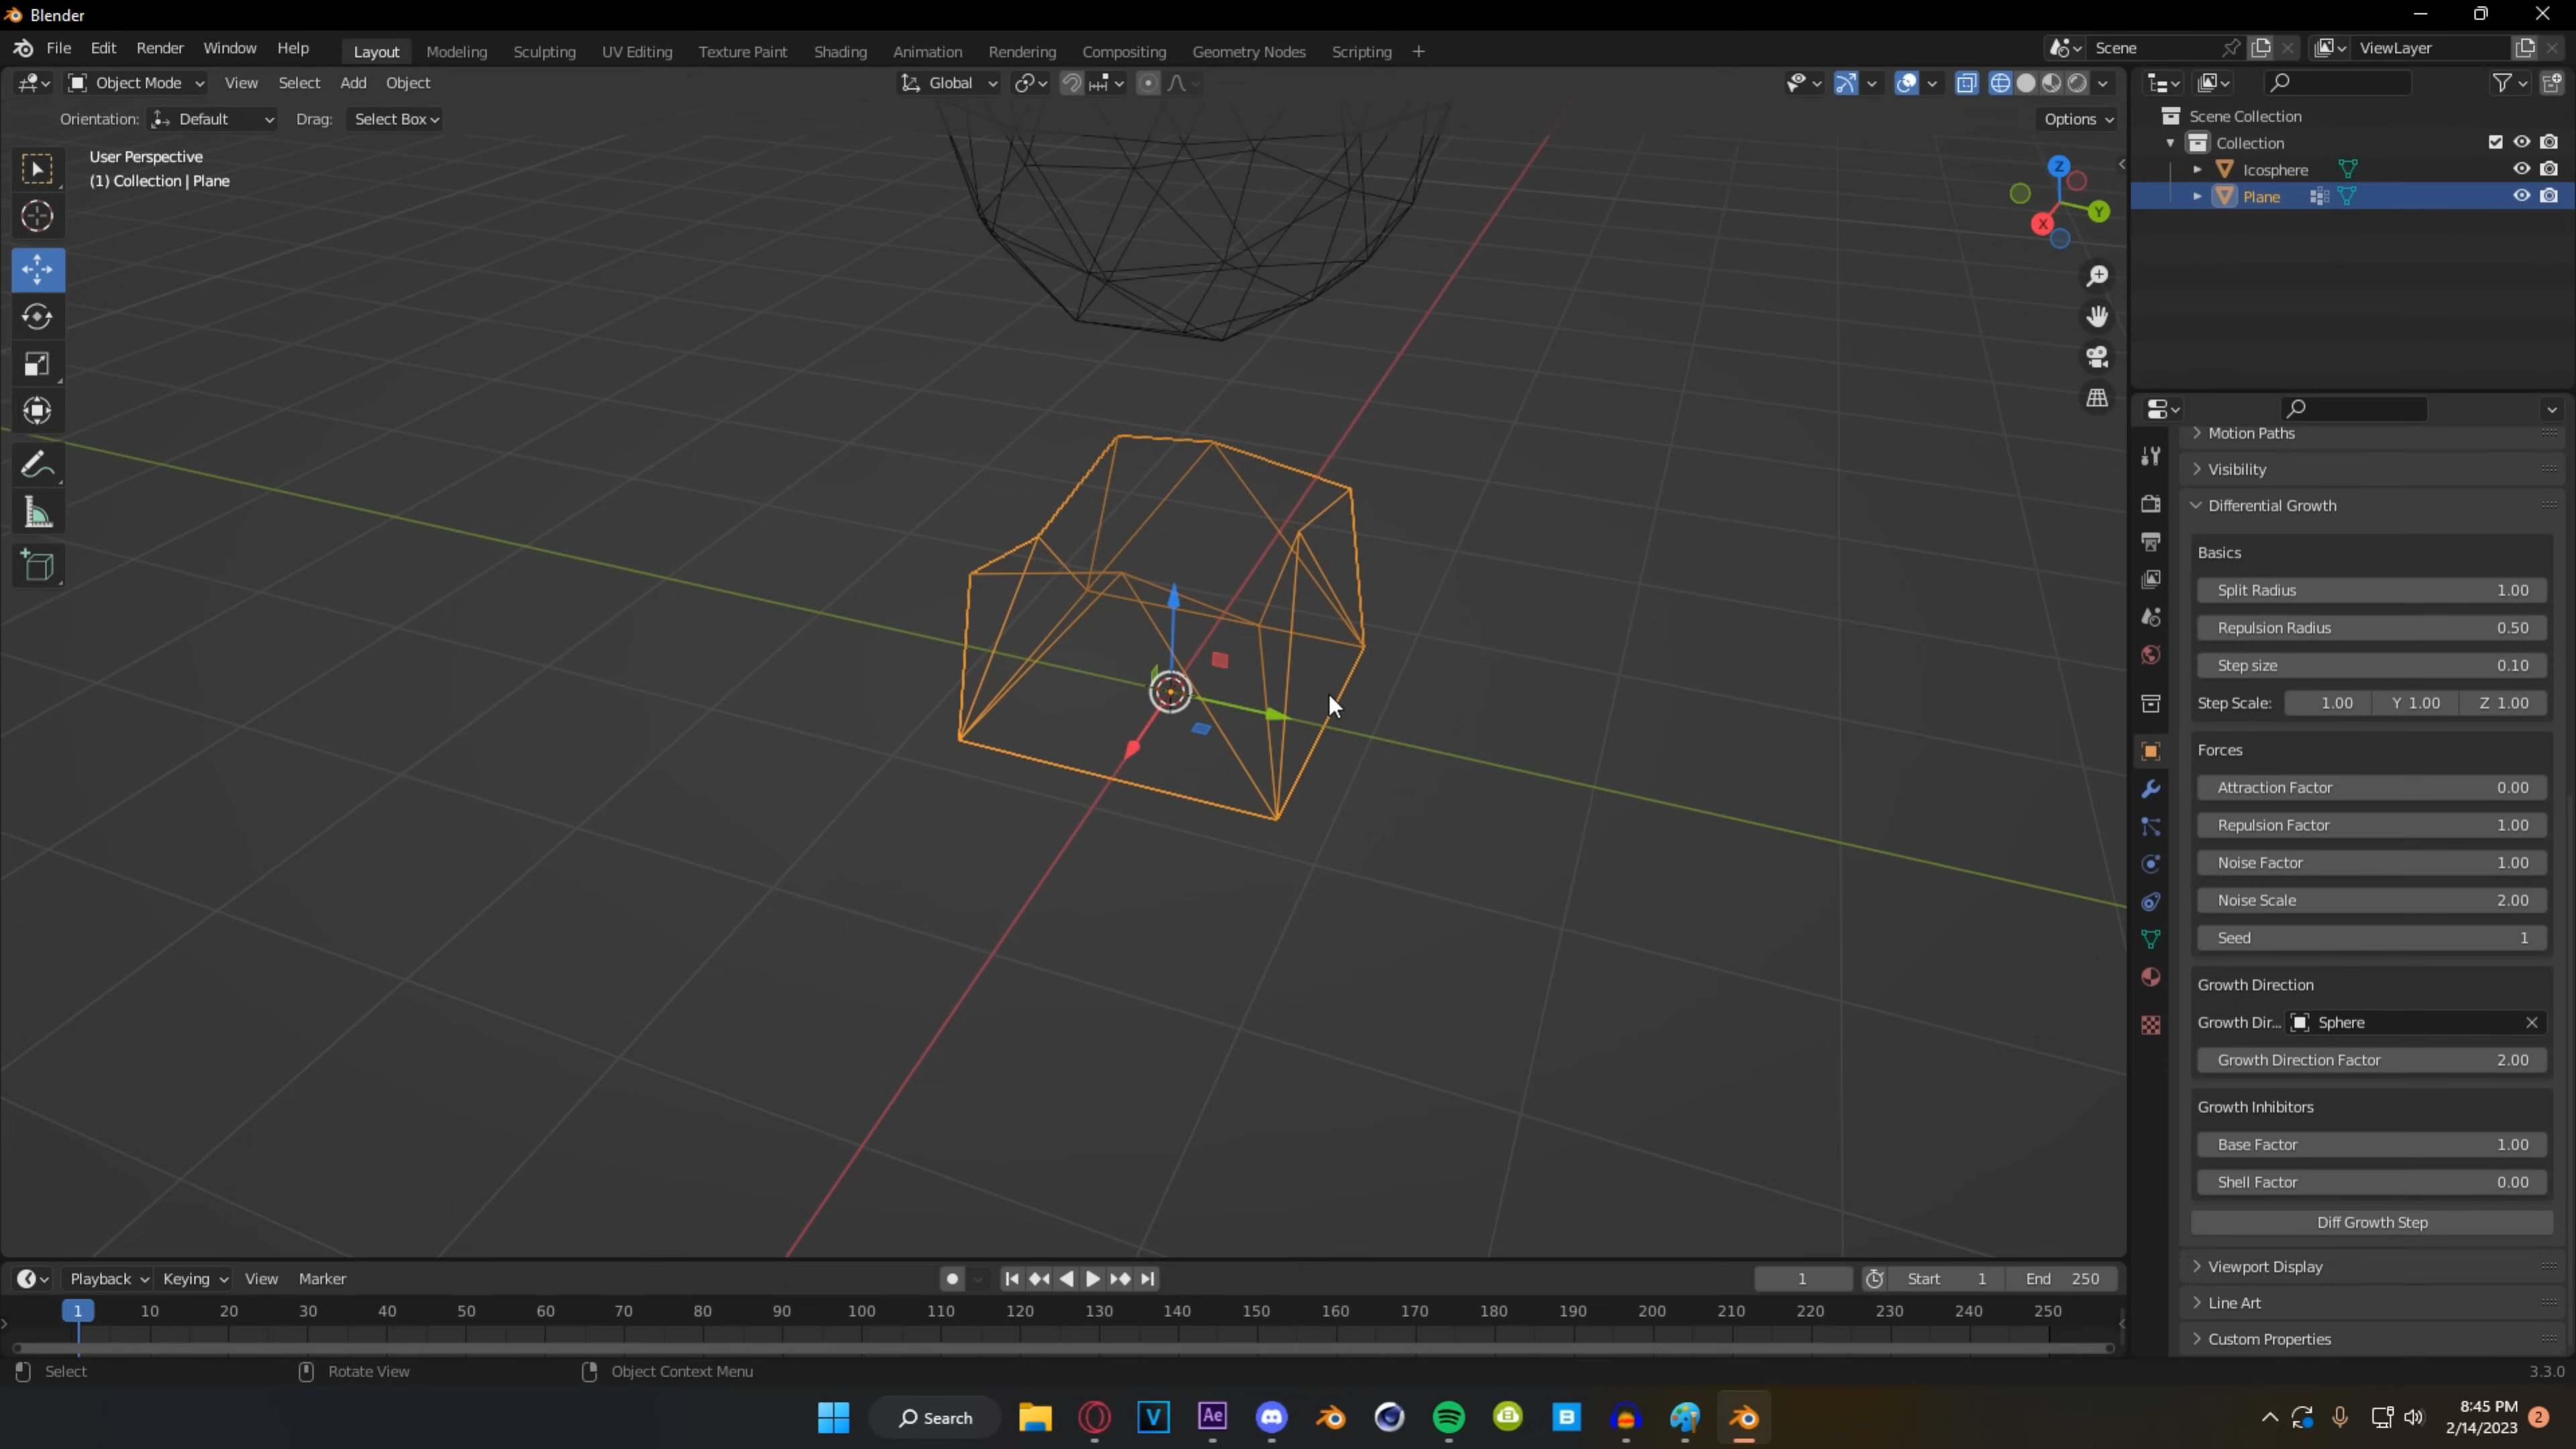 Blender
File Edit Render Window Help Layout Modeling Sculpting UV Editing Texture Paint Shading Animation Rendering Compositing Geometry Nodes Scripting + Scene ViewLayer
Object Mode View Select Add Object Global
Orientation: Default Drag: Select Box Options
User Perspective
(1) Collection | Plane
Z
Y
X
Scene Collection
Collection
Icosphere
Plane
Motion Paths
Visibility
Differential Growth
Basics
Split Radius 1.00
Repulsion Radius 0.50
Step size 0.10
Step Scale: 1.00 Y 1.00 Z 1.00
Forces
Attraction Factor 0.00
Repulsion Factor 1.00
Noise Factor 1.00
Noise Scale 2.00
Seed 1
Growth Direction
Growth Dir... Sphere
Growth Direction Factor 2.00
Growth Inhibitors
Base Factor 1.00
Shell Factor 0.00
Diff Growth Step
Viewport Display
Line Art
Custom Properties
Playback Keying View Marker 1 Start 1 End 250
1 10 20 30 40 50 60 70 80 90 100 110 120 130 140 150 160 170 180 190 200 210 220 230 240 250
Select Rotate View Object Context Menu 3.3.0
Search V Ae B 8:45 PM 2
2/14/2023